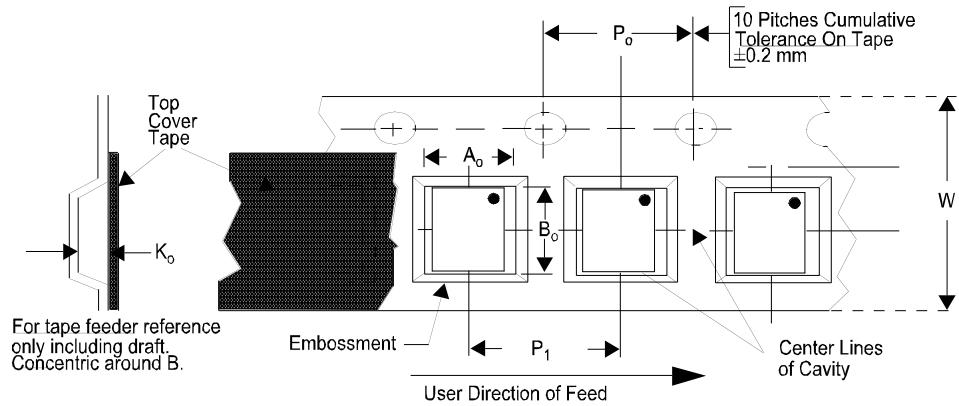 10 Pitches Cumulative
Tolerance On Tape
±0.2 mm
Po
Top
Cover
Tape
Ao
Bo
W
Ko
For tape feeder reference
only including draft.
Concentric around B.
Embossment
P1
Center Lines
of Cavity
User Direction of Feed